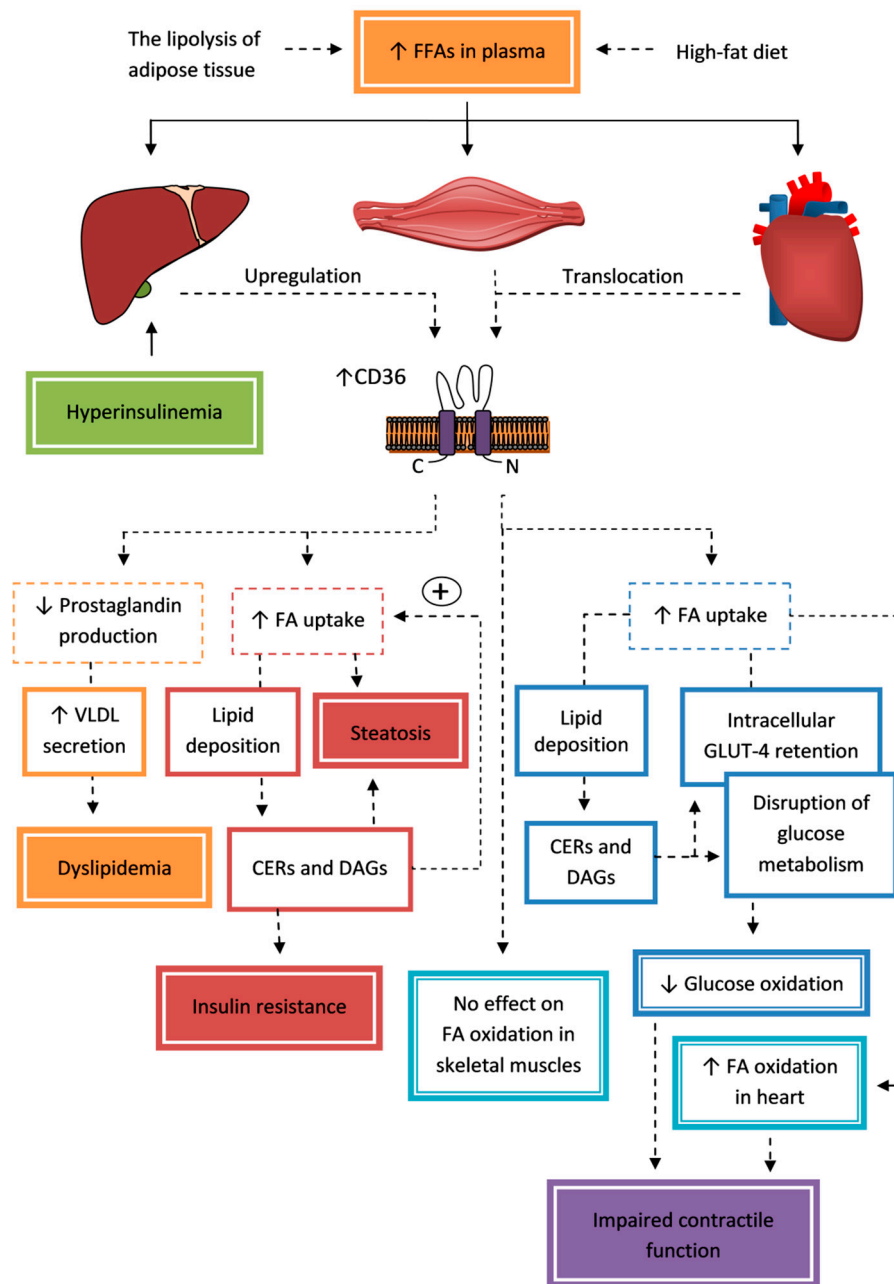 The lipolysis of
adipose tissue
↑ FFAs in plasma
High-fat diet
Upregulation
Translocation
↑CD36
Hyperinsulinemia
C
N
↓ Prostaglandin
production
↑ FA uptake
+
↑ FA uptake
↑ VLDL
secretion
Lipid
deposition
Steatosis
Lipid
deposition
Intracellular
GLUT-4 retention
Disruption of
glucose
metabolism
Dyslipidemia
CERs and DAGs
CERs and
DAGs
Insulin resistance
No effect on
FA oxidation in
skeletal muscles
↓ Glucose oxidation
↑ FA oxidation
in heart
Impaired contractile
function